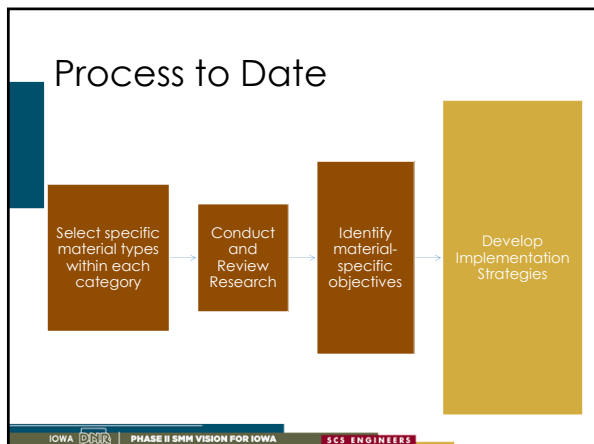 Process to Date
Select specific
material types
within each
category
Conduct
and
Review
Research
Identify
material-
specific
objectives
Develop
Implementation
Strategies
IOWA DNR | PHASE II SMM VISION FOR IOWA SCS ENGINEERS